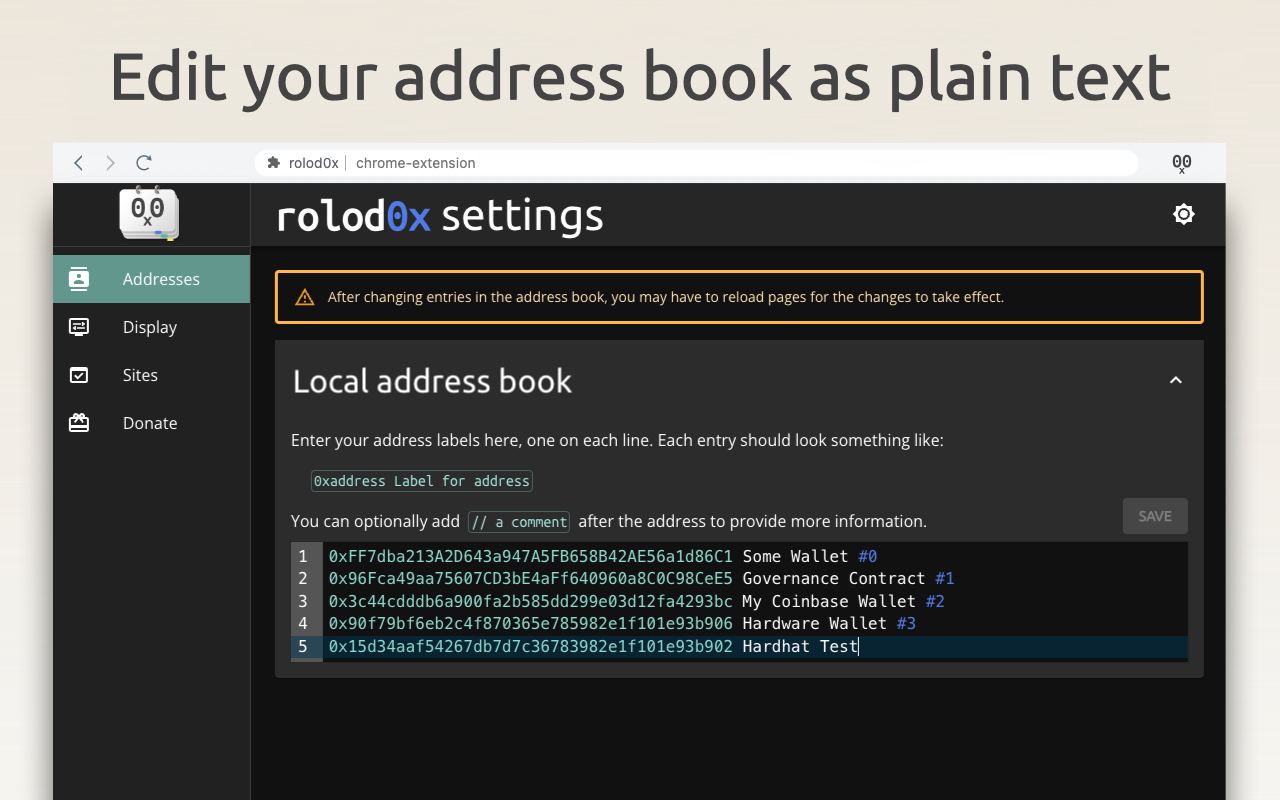 Edit your address book as plain text
rolod0x | chrome-extension
00
x
00
x
rolod0x settings
Addresses
Display
Sites
Donate
After changing entries in the address book, you may have to reload pages for the changes to take effect.
Local address book
Enter your address labels here, one on each line. Each entry should look something like:
0xaddress Label for address
You can optionally add // a comment after the address to provide more information.
SAVE
1 0xFF7dba213A2D643a947A5FB658B42AE56a1d86C1 Some Wallet #0
2 0x96Fca49aa75607CD3bE4aFf640960a8C0C98CeE5 Governance Contract #1
3 0x3c44cdddb6a900fa2b585dd299e03d12fa4293bc My Coinbase Wallet #2
4 0x90f79bf6eb2c4f870365e785982e1f101e93b906 Hardware Wallet #3
5 0x15d34aaf54267db7d7c36783982e1f101e93b902 Hardhat Test